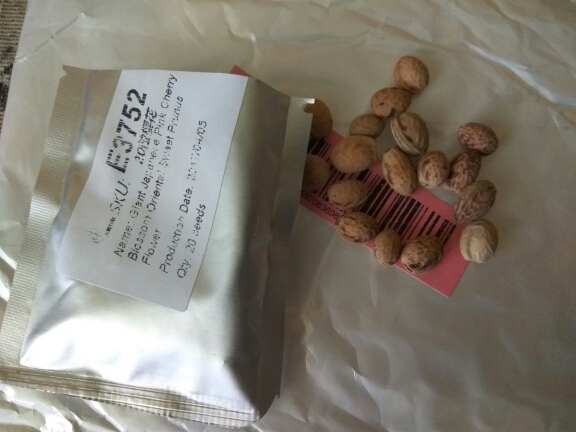 SKU: E3752
Name: Giant Japanese Pink Cherry
Blossom Oriental Sweet Prunus
Flower
Production Date:
Qty: 20 seeds